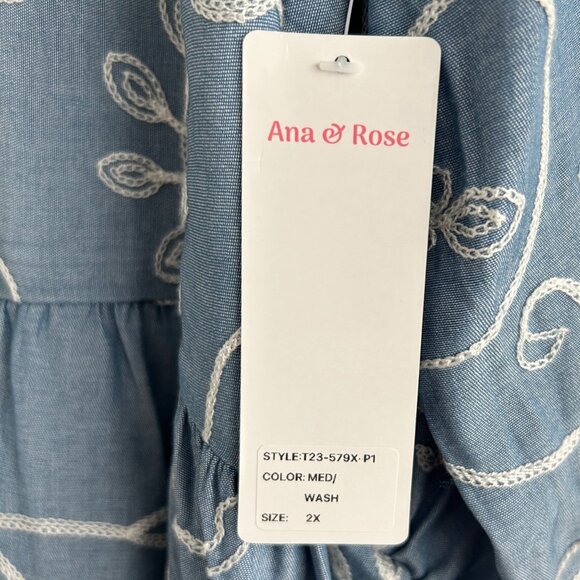 Ana & Rose
STYLE:T23-579X-P1
COLOR: MED/
WASH
SIZE: 2X